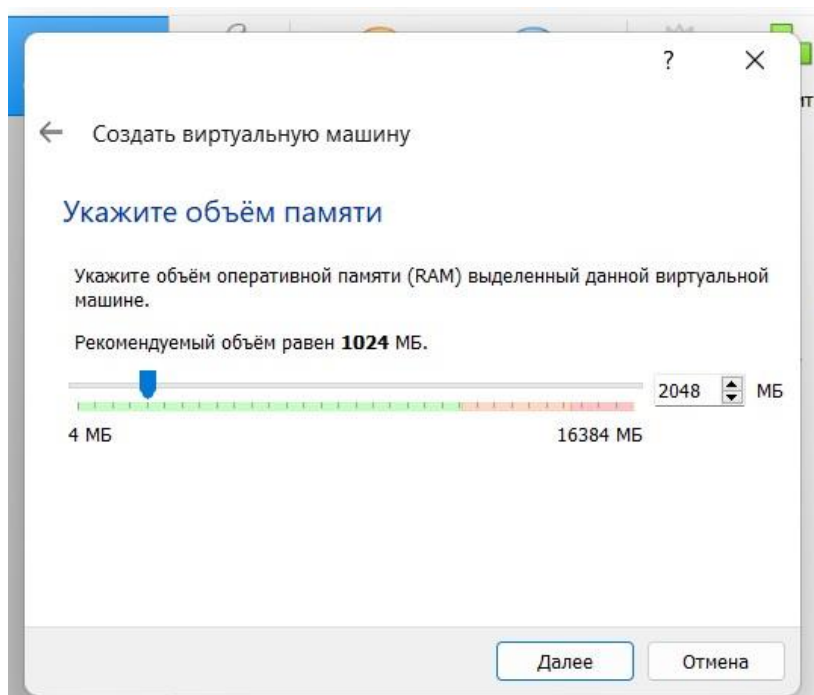 ?
Создать виртуальную машину
Укажите объём памяти
Укажите объём оперативной памяти (RAM) выделенный данной виртуальной
машине.
Рекомендуемый объём равен 1024 МБ.
2048 МБ
4 МБ 16384 МБ
Далее Отмена